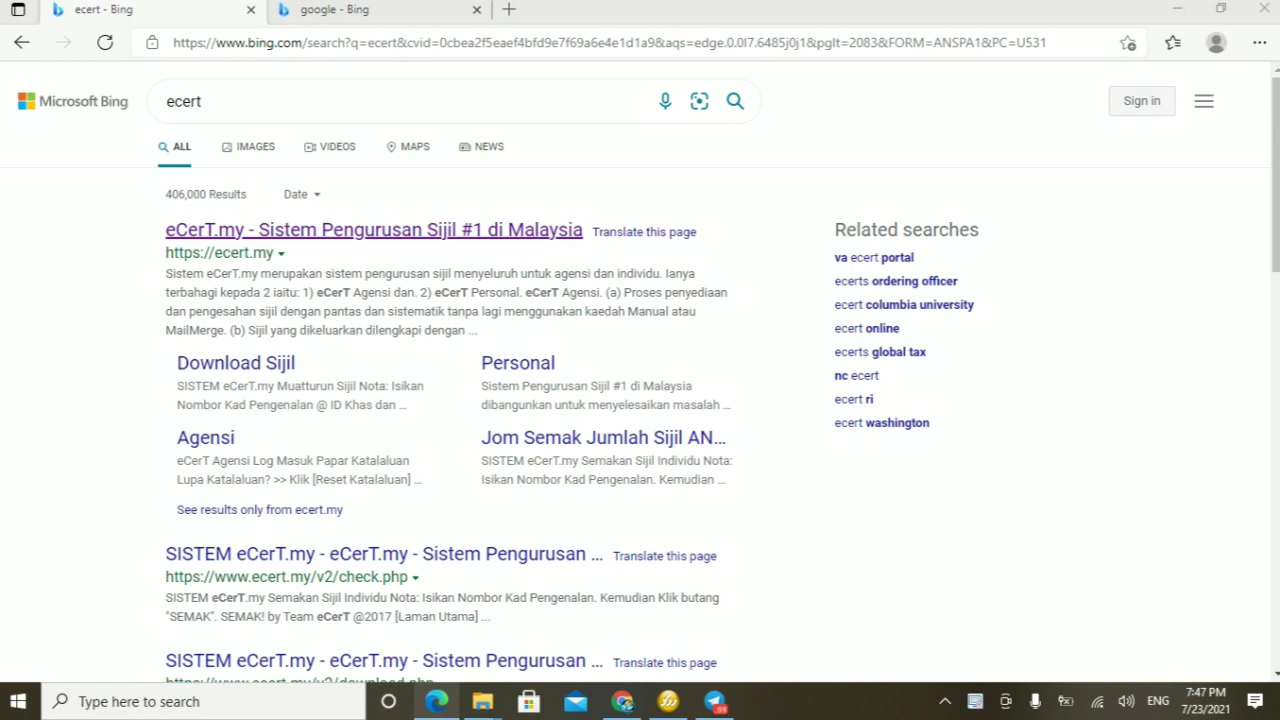 ecert - Bing
google - Bing
https://www.bing.com/search?q=ecert&cvid=0cbea2f5eaef4bfd9e7f69a6e4e1d1a9&aqs=edge.0.0l7.6485j0j1&pglt=2083&FORM=ANSPA1&PC=U531
Microsoft Bing
ecert
Sign in
ALL
IMAGES
VIDEOS
MAPS
NEWS
406,000 Results
Date
eCerT.my - Sistem Pengurusan Sijil #1 di Malaysia
Translate this page
https://ecert.my
Sistem eCerT.my merupakan sistem pengurusan sijil menyeluruh untuk agensi dan individu. Ianya
terbahagi kepada 2 iaitu: 1) eCerT Agensi dan. 2) eCerT Personal. eCerT Agensi. (a) Proses penyediaan
dan pengesahan sijil dengan pantas dan sistematik tanpa lagi menggunakan kaedah Manual atau
MailMerge. (b) Sijil yang dikeluarkan dilengkapi dengan ...
Download Sijil
SISTEM eCerT.my Muatturun Sijil Nota: Isikan
Nombor Kad Pengenalan @ ID Khas dan ...
Personal
Sistem Pengurusan Sijil #1 di Malaysia
dibangunkan untuk menyelesaikan masalah ...
Agensi
eCerT Agensi Log Masuk Papar Katalaluan
Lupa Katalaluan? >> Klik [Reset Katalaluan] ...
Jom Semak Jumlah Sijil AN...
SISTEM eCerT.my Semakan Sijil Individu Nota:
Isikan Nombor Kad Pengenalan. Kemudian ...
See results only from ecert.my
SISTEM eCerT.my - eCerT.my - Sistem Pengurusan ...
Translate this page
https://www.ecert.my/v2/check.php
SISTEM eCerT.my Semakan Sijil Individu Nota: Isikan Nombor Kad Pengenalan. Kemudian Klik butang
"SEMAK". SEMAK! by Team eCerT @2017 [Laman Utama] ...
SISTEM eCerT.my - eCerT.my - Sistem Pengurusan ...
Translate this page
https://www.ecert.my/v2/download.php
Related searches
va ecert portal
ecerts ordering officer
ecert columbia university
ecert online
ecerts global tax
nc ecert
ecert ri
ecert washington
Type here to search
99
ENG
7:47 PM
7/23/2021